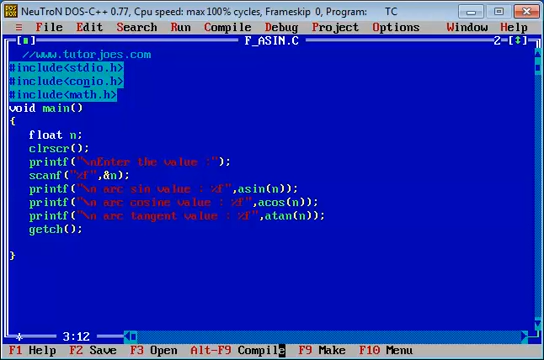 NeuTroN DOS-C++ 0.77, Cpu speed: max 100% cycles, Frameskip 0, Program: TC
≡ File Edit Search Run Compile Debug Project Options Window Help
[■] F_ASIN.C 2=[↕]
//www.tutorjoes.com
#include<stdio.h>
#include<conio.h>
#include<math.h>
void main()
{
float n;
clrscr();
printf("\nEnter the value :");
scanf("%f",&n);
printf("\n arc sin value : %f",asin(n));
printf("\n arc cosine value : %f",acos(n));
printf("\n arc tangent value : %f",atan(n));
getch();
}
* 3:12
F1 Help F2 Save F3 Open Alt-F9 Compile F9 Make F10 Menu